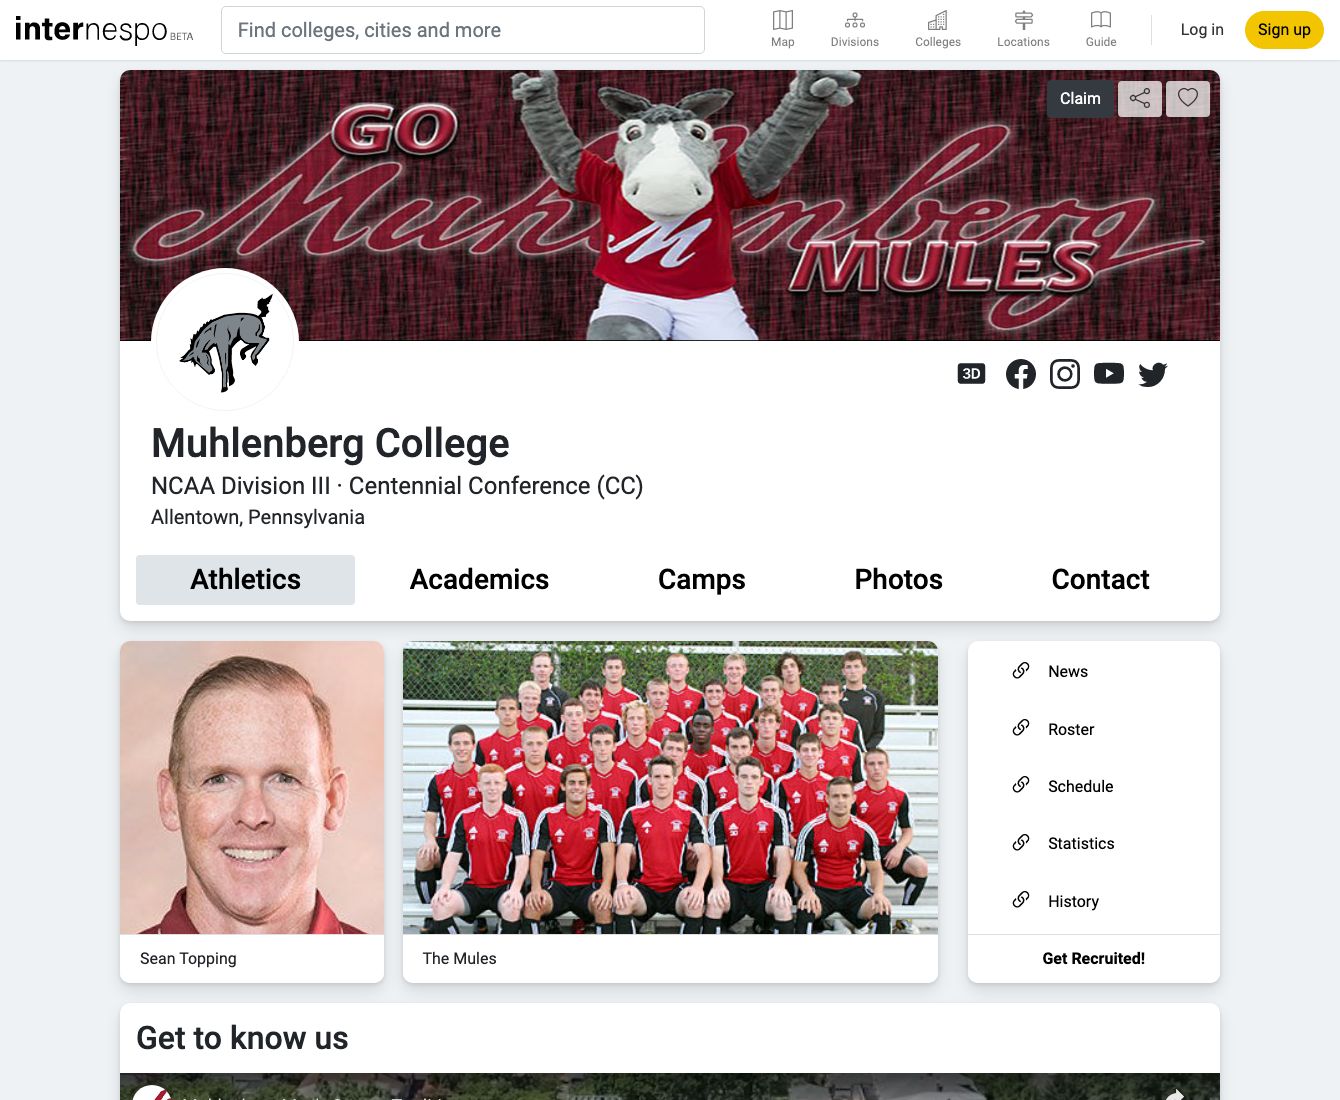 internespo BETA
Find colleges, cities and more
Map
Divisions
Colleges
Locations
Guide
Log in
Sign up
GO
Muhlenberg
MULES
M
Claim
3D
Muhlenberg College
NCAA Division III · Centennial Conference (CC)
Allentown, Pennsylvania
Athletics
Academics
Camps
Photos
Contact
News
Roster
Schedule
Statistics
History
Sean Topping
The Mules
Get Recruited!
Get to know us